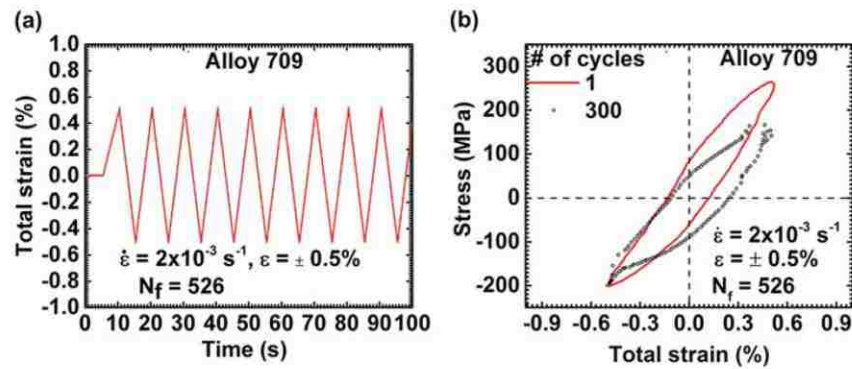 (a)
Total strain (%)
1.0
0.8
0.6
0.4
0.2
0.0
-0.2
-0.4
-0.6
-0.8
-1.0
Alloy 709
ε̇ = 2x10⁻³ s⁻¹, ε = ± 0.5%
N_f = 526
0 10 20 30 40 50 60 70 80 90 100
Time (s)
(b)
Stress (MPa)
300
200
100
0
-100
-200
# of cycles
1
300
Alloy 709
ε̇ = 2x10⁻³ s⁻¹
ε = ± 0.5%
N_f = 526
-0.9 -0.6 -0.3 0.0 0.3 0.6 0.9
Total strain (%)